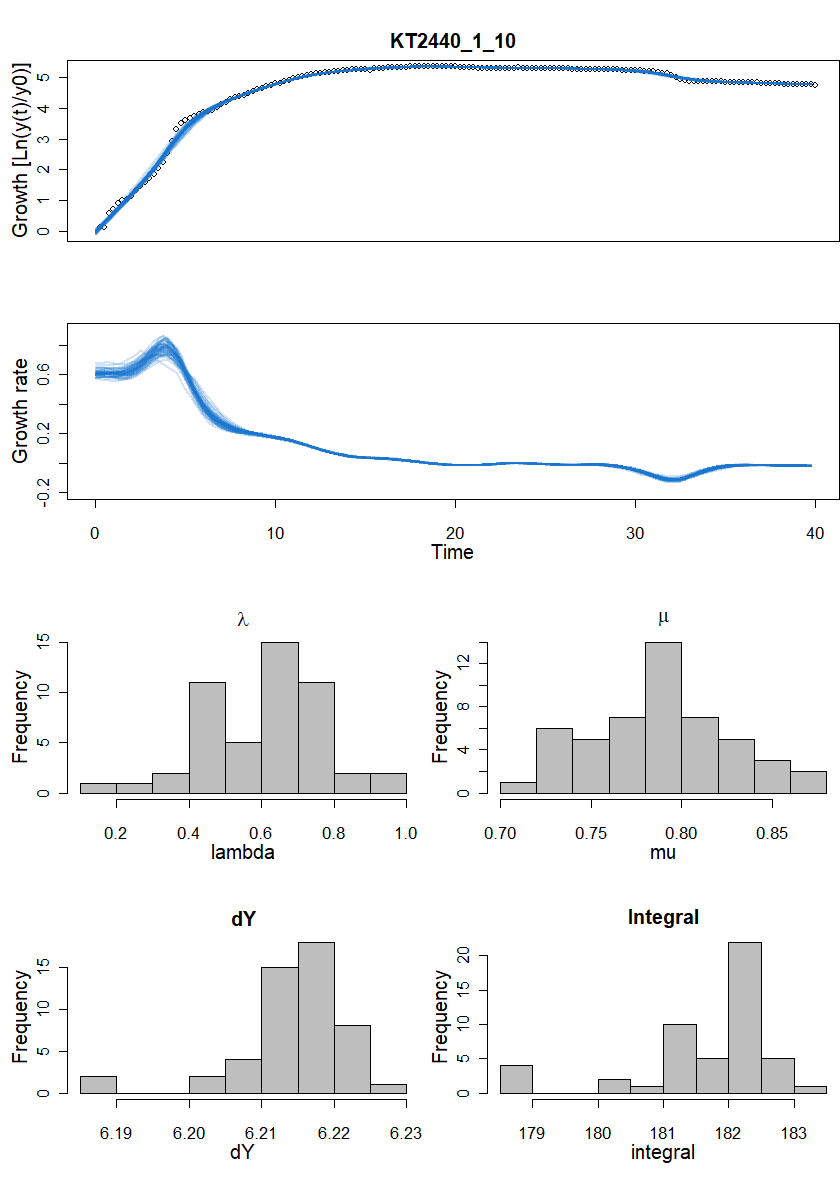 KT2440_1_10
Growth [Ln(y(t)/y0)]
0 1 2 3 4 5
Growth rate
-0.2 0.2 0.6
0 10 20 30 40
Time
λ
Frequency
0 5 10 15
0.2 0.4 0.6 0.8 1.0
lambda
μ
Frequency
0 4 8 12
0.70 0.75 0.80 0.85
mu
dY
Frequency
0 5 10 15
6.19 6.20 6.21 6.22 6.23
dY
Integral
Frequency
0 5 10 15 20
179 180 181 182 183
integral